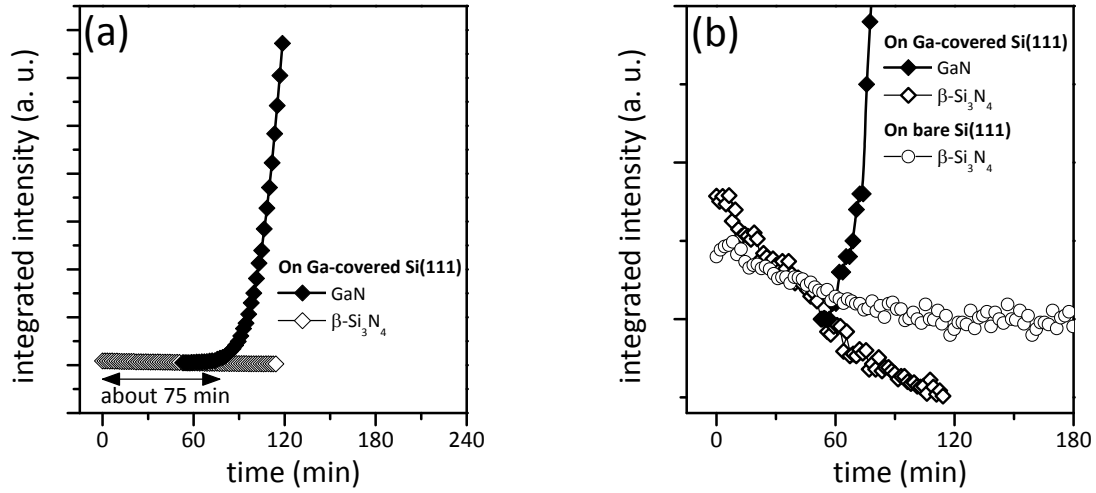 (a)
integrated intensity (a. u.)
On Ga-covered Si(111)
GaN
β-Si₃N₄
about 75 min
0 60 120 180 240
time (min)
(b)
integrated intensity (a. u.)
On Ga-covered Si(111)
GaN
β-Si₃N₄
On bare Si(111)
β-Si₃N₄
0 60 120 180
time (min)